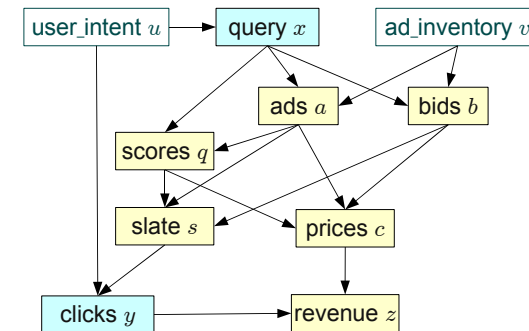 user_intent u
query x
ad_inventory v
ads a
bids b
scores q
slate s
prices c
clicks y
revenue z